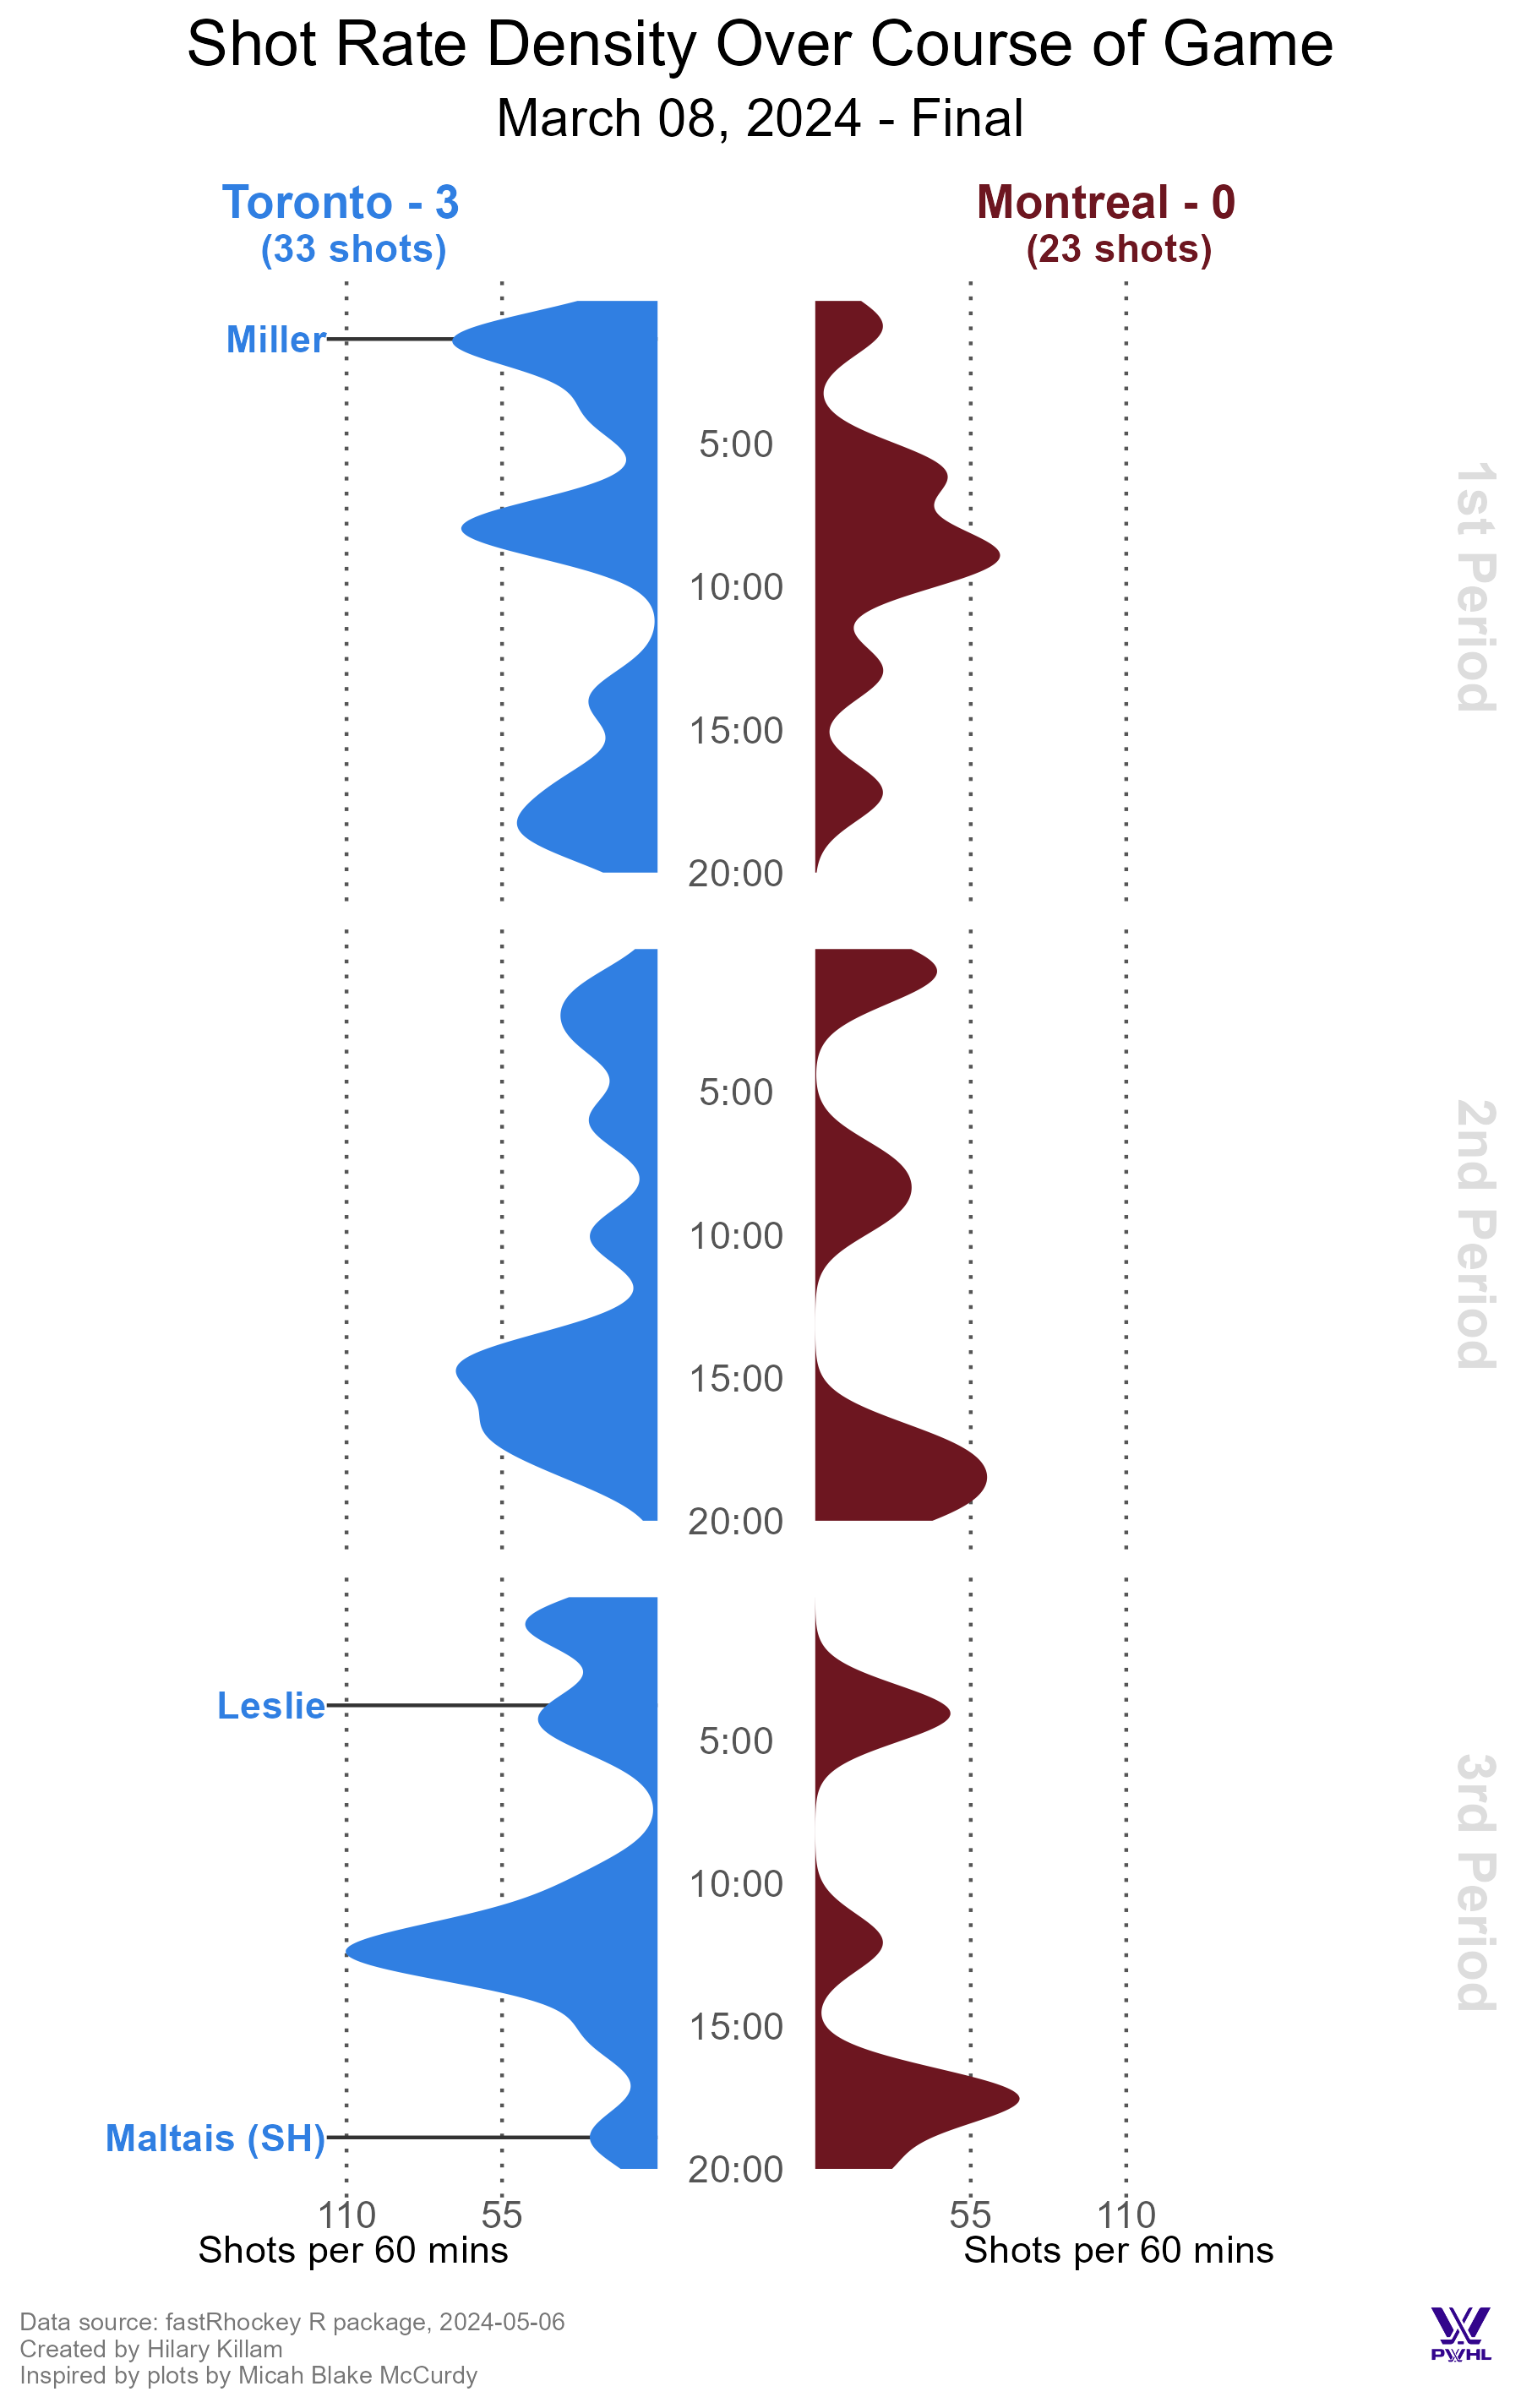 Shot Rate Density Over Course of Game
March 08, 2024 - Final
Toronto - 3
(33 shots)
Montreal - 0
(23 shots)
Miller
5:00
10:00
15:00
20:00
1st Period
5:00
10:00
15:00
20:00
2nd Period
Leslie
5:00
10:00
15:00
Maltais (SH)
20:00
3rd Period
110 55 55 110
Shots per 60 mins Shots per 60 mins
Data source: fastRhockey R package, 2024-05-06
Created by Hilary Killam
Inspired by plots by Micah Blake McCurdy
PWHL